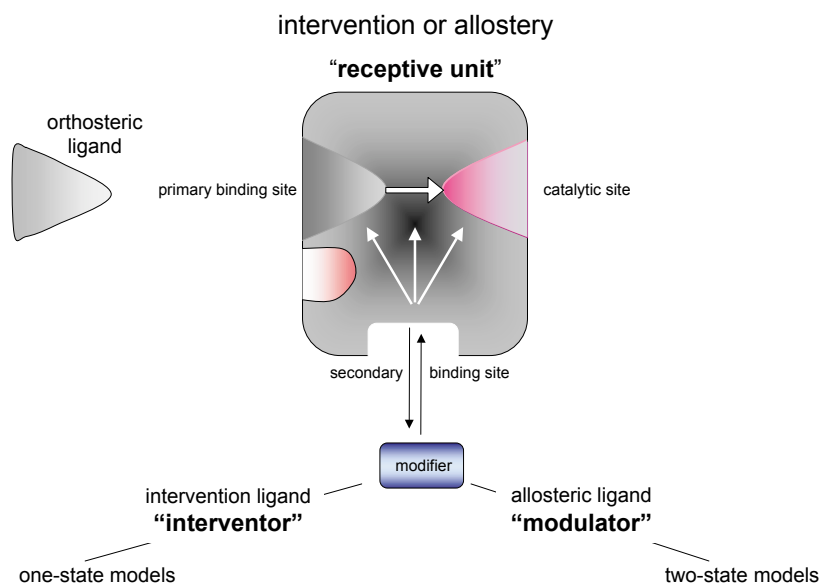 intervention or allostery
“receptive unit”
orthosteric
ligand
primary binding site
catalytic site
secondary binding site
modifier
intervention ligand
“interventor”
allosteric ligand
“modulator”
one-state models
two-state models